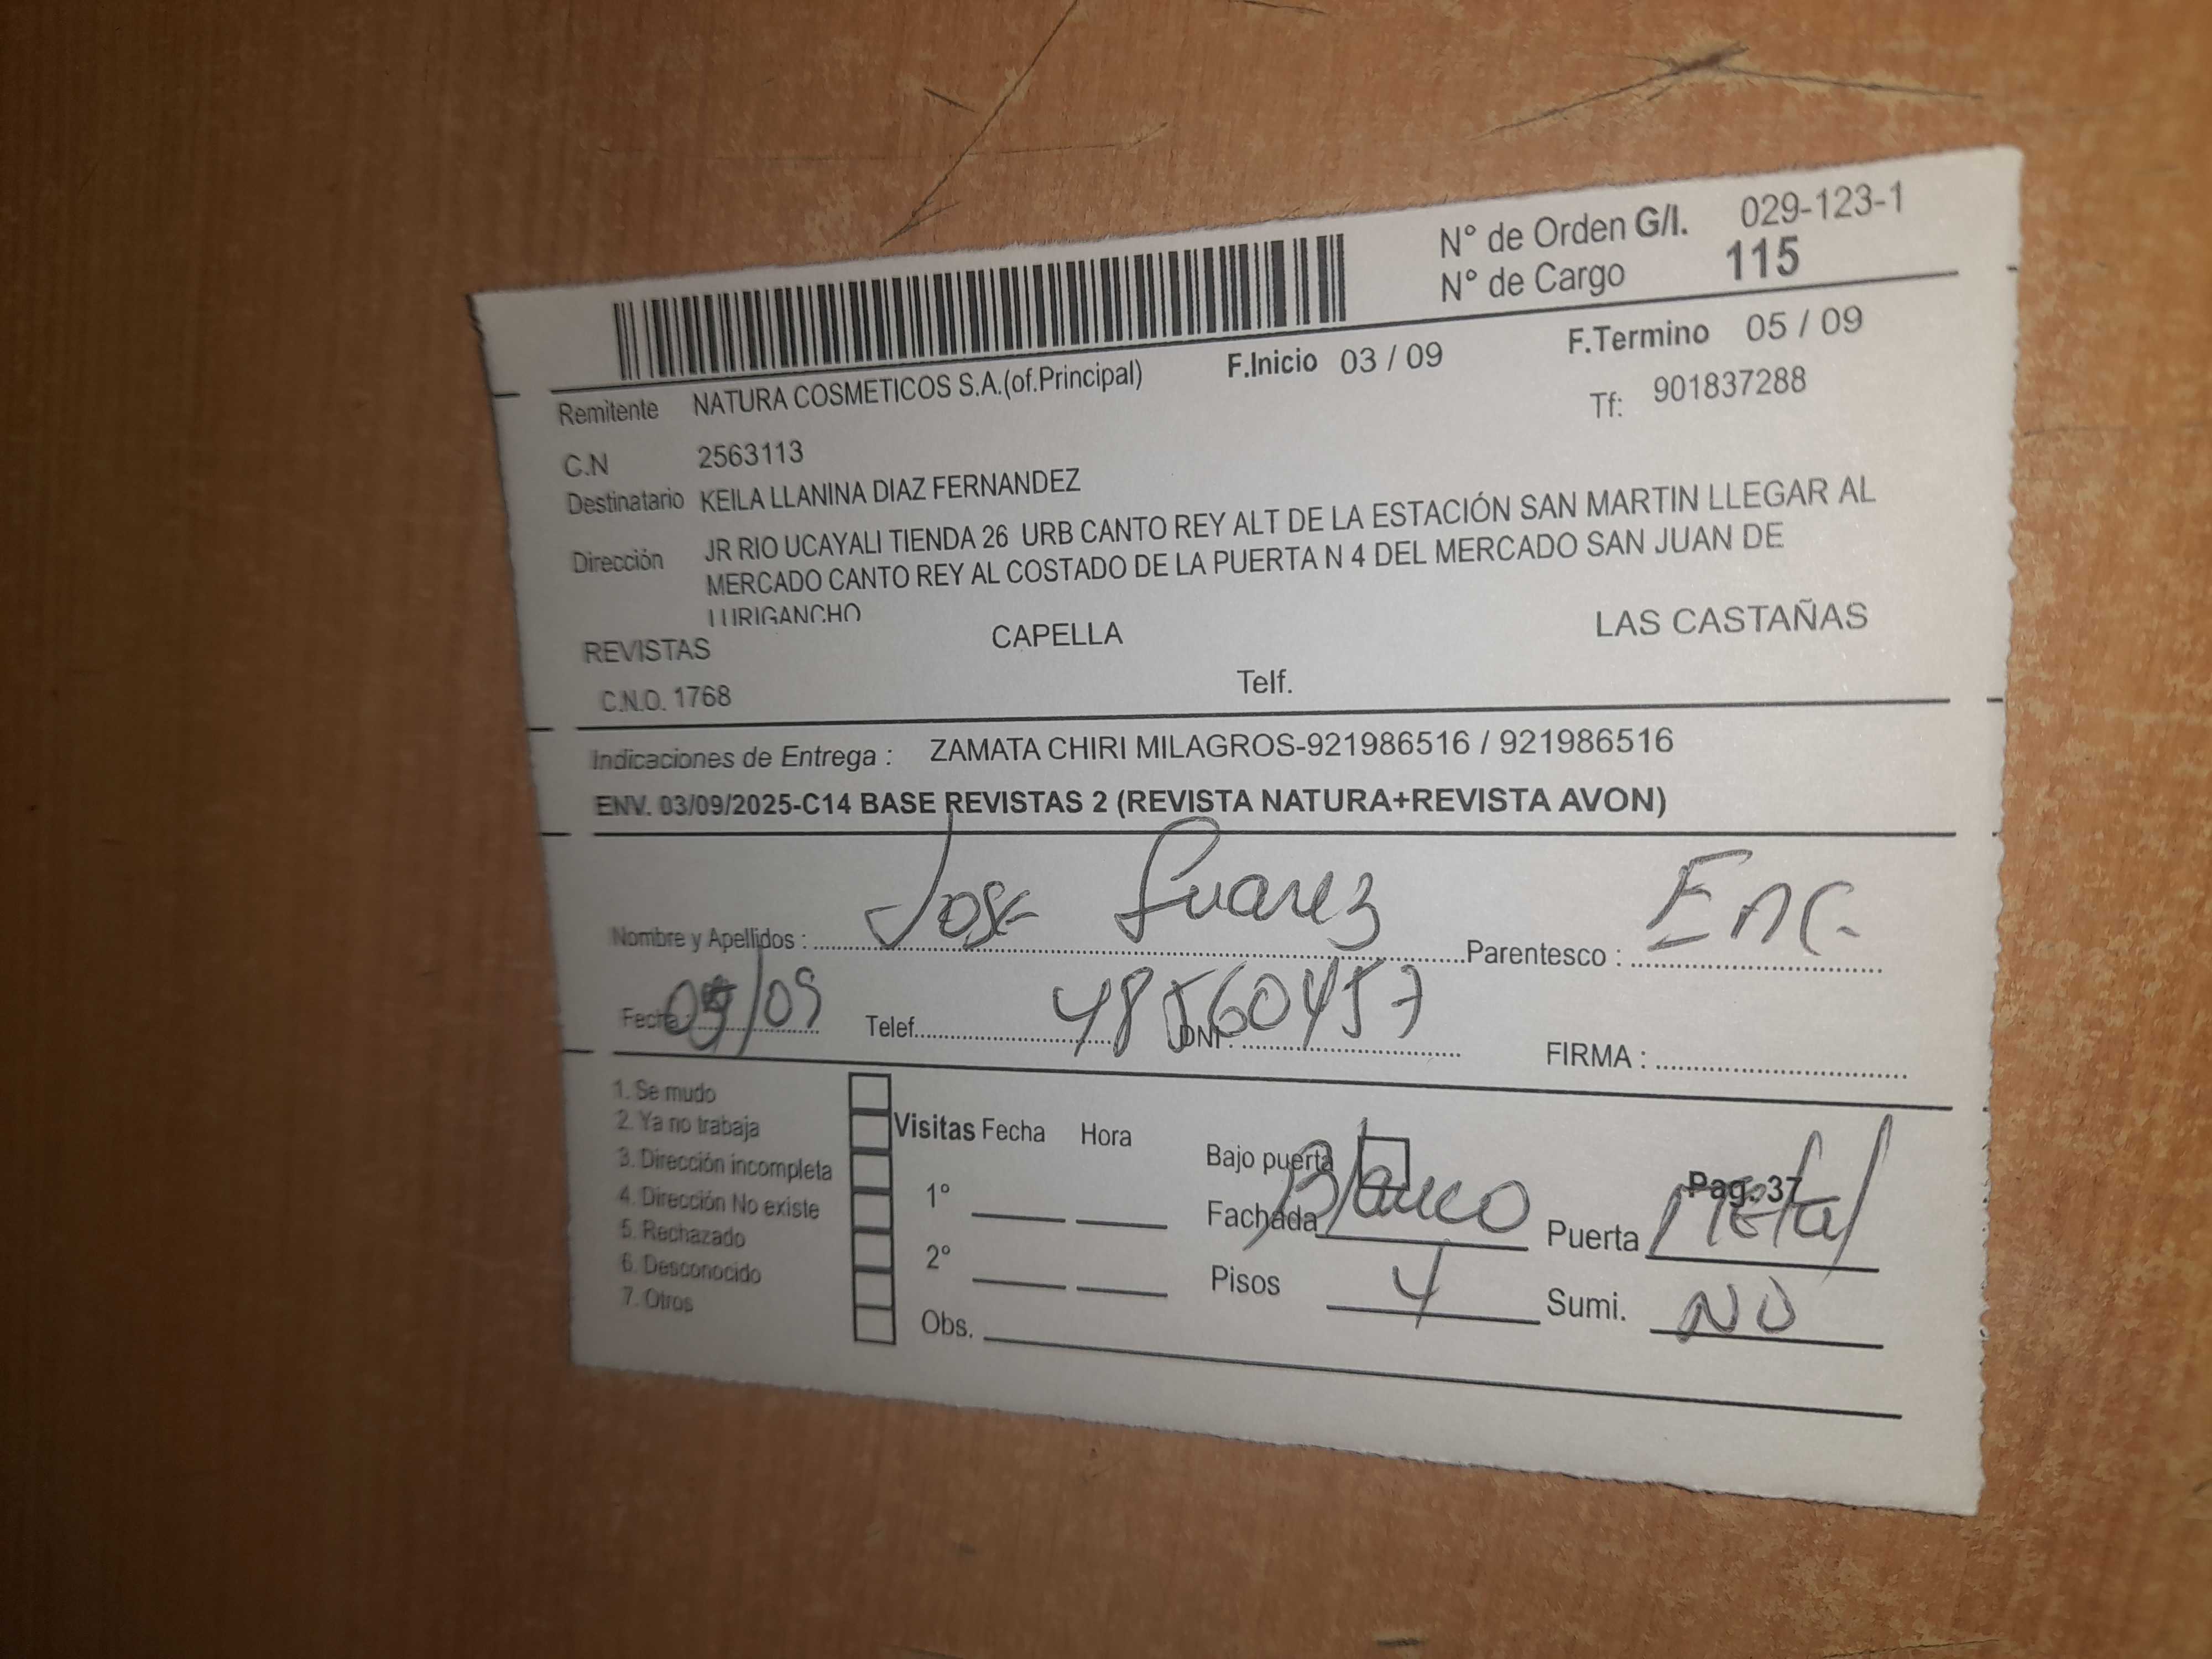 N° de Orden G/I. 029-123-1
N° de Cargo 115
F.Inicio 03 / 09 F.Termino 05 / 09
Remitente NATURA COSMETICOS S.A.(of.Principal)
Tf: 901837288
C.N 2563113
Destinatario KEILA LLANINA DIAZ FERNANDEZ
Dirección JR RIO UCAYALI TIENDA 26 URB CANTO REY ALT DE LA ESTACIÓN SAN MARTIN LLEGAR AL
MERCADO CANTO REY AL COSTADO DE LA PUERTA N 4 DEL MERCADO SAN JUAN DE
LURIGANCHO
REVISTAS CAPELLA LAS CASTAÑAS
C.N.O. 1768 Telf.
Indicaciones de Entrega : ZAMATA CHIRI MILAGROS-921986516 / 921986516
ENV. 03/09/2025-C14 BASE REVISTAS 2 (REVISTA NATURA+REVISTA AVON)
Nombre y Apellidos : Jose Suarez Parentesco : Enc.
Fecha : /09 Telef. DNI : 48560457 FIRMA :
1. Se mudo
2. Ya no trabaja
3. Dirección incompleta
4. Dirección No existe
5. Rechazado
6. Desconocido
7. Otros
Visitas Fecha Hora
1°
2°
Obs.
Bajo puerta Pag. 37
Fachada Blanco Puerta Metal
Pisos 4 Sumi. NO